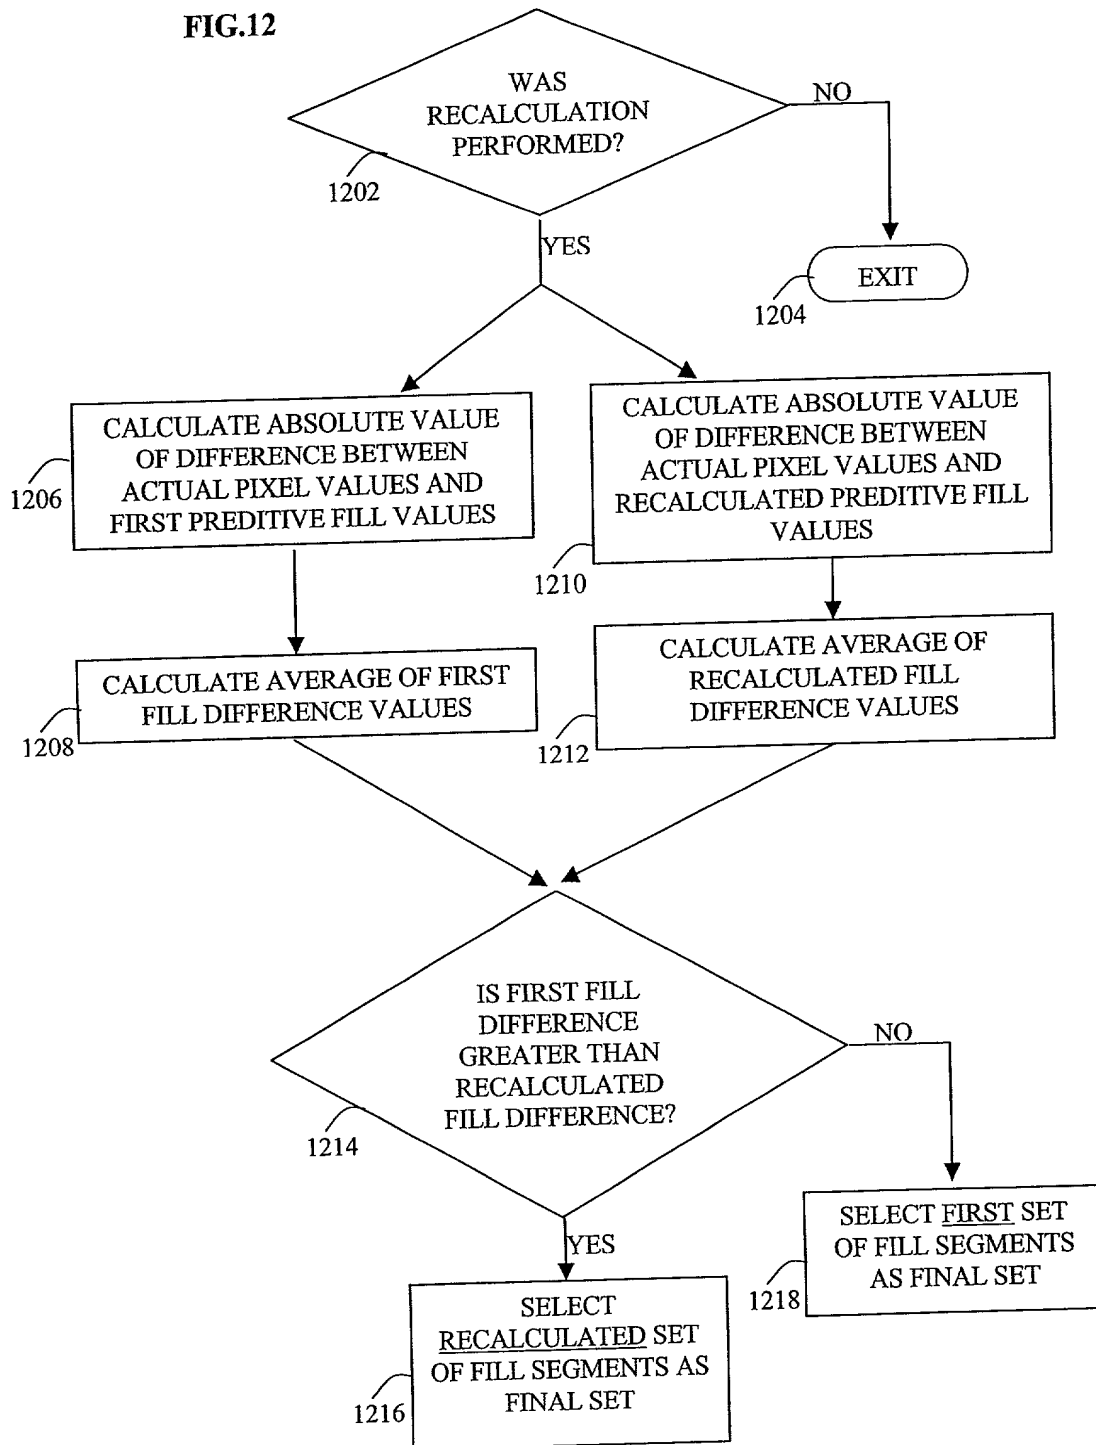 FIG.12
WAS
RECALCULATION
PERFORMED?
NO
1202
YES
EXIT
1204
CALCULATE ABSOLUTE VALUE
OF DIFFERENCE BETWEEN
ACTUAL PIXEL VALUES AND
FIRST PREDITIVE FILL VALUES
1206
CALCULATE ABSOLUTE VALUE
OF DIFFERENCE BETWEEN
ACTUAL PIXEL VALUES AND
RECALCULATED PREDITIVE FILL
VALUES
1210
CALCULATE AVERAGE OF FIRST
FILL DIFFERENCE VALUES
1208
CALCULATE AVERAGE OF
RECALCULATED FILL
DIFFERENCE VALUES
1212
IS FIRST FILL
DIFFERENCE
GREATER THAN
RECALCULATED
FILL DIFFERENCE?
NO
1214
YES
SELECT FIRST SET
OF FILL SEGMENTS
AS FINAL SET
1218
SELECT
RECALCULATED SET
OF FILL SEGMENTS AS
FINAL SET
1216